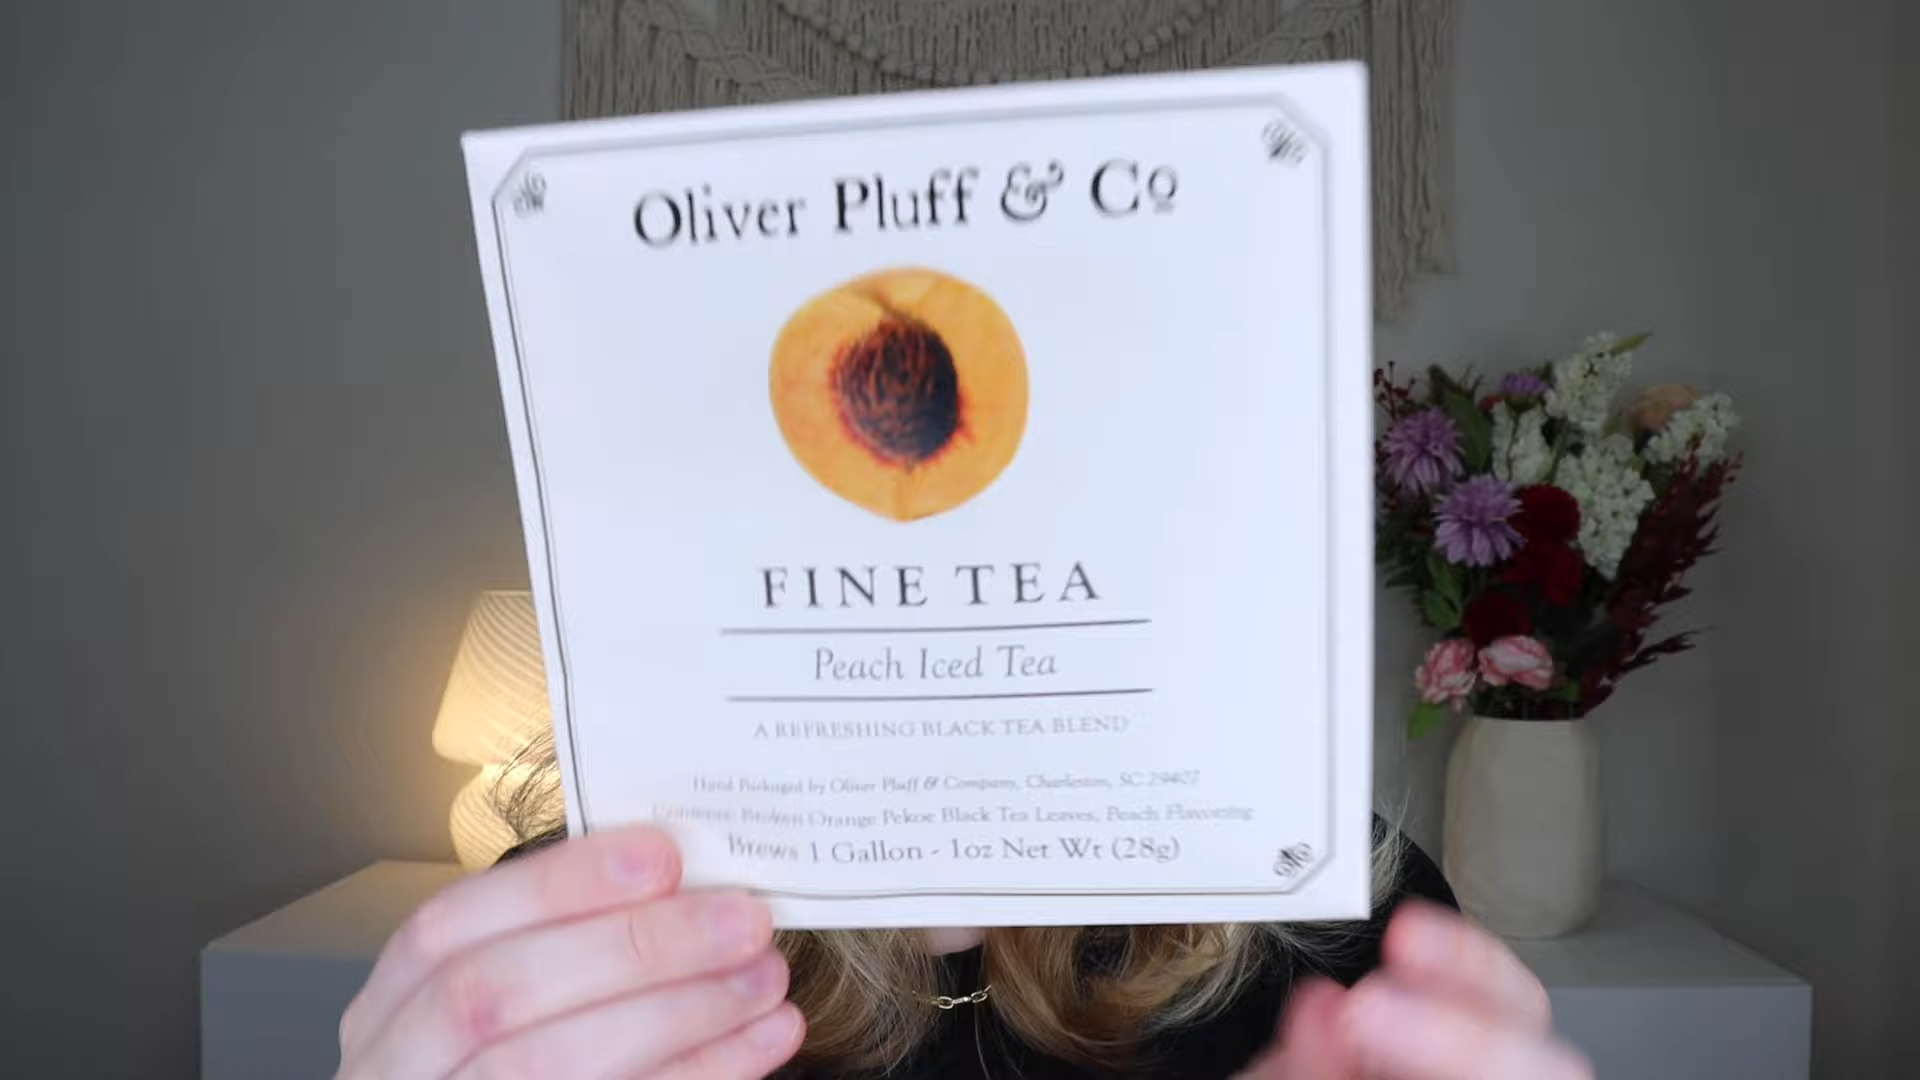 Oliver Pluff & Co
FINE TEA
Peach Iced Tea
A REFRESHING BLACK TEA BLEND
Hand Packaged by Oliver Pluff & Company, Charleston, SC 29407
Contents: Broken Orange Pekoe Black Tea Leaves, Peach Flavoring
Brews 1 Gallon - 1oz Net Wt (28g)